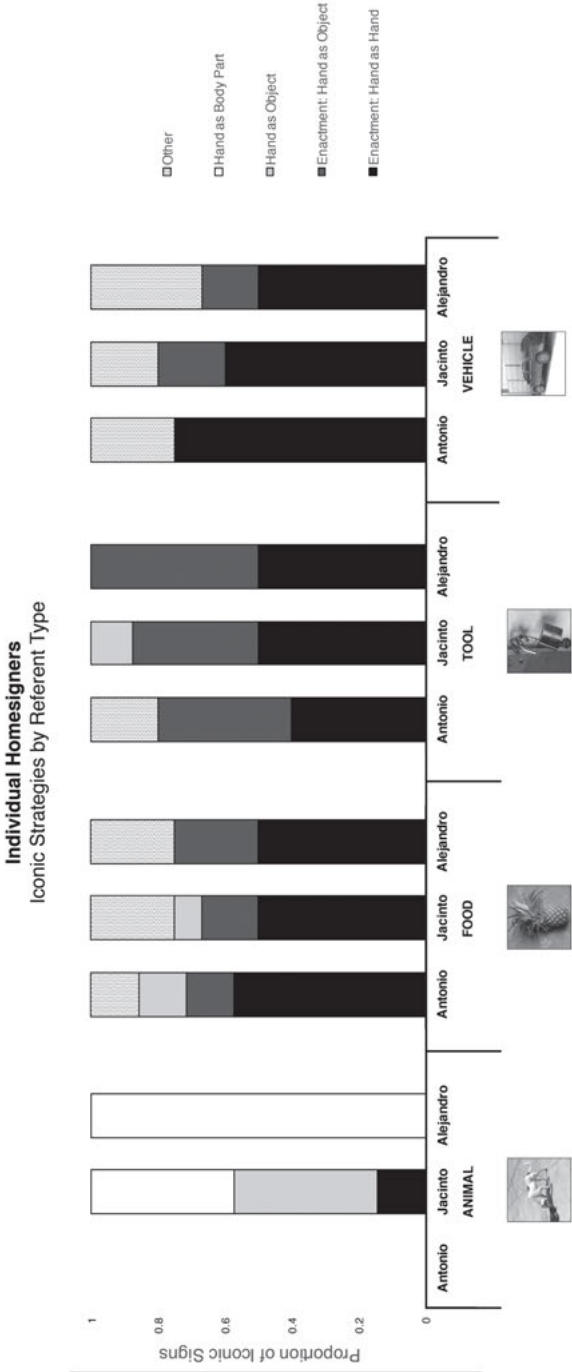 Individual Homesigners
Iconic Strategies by Referent Type
Proportion of Iconic Signs
1
0.8
0.6
0.4
0.2
0
Antonio Jacinto Alejandro
ANIMAL
Antonio Jacinto Alejandro
FOOD
Antonio Jacinto Alejandro
TOOL
Antonio Jacinto Alejandro
VEHICLE
Other
Hand as Body Part
Hand as Object
Enactment: Hand as Object
Enactment: Hand as Hand